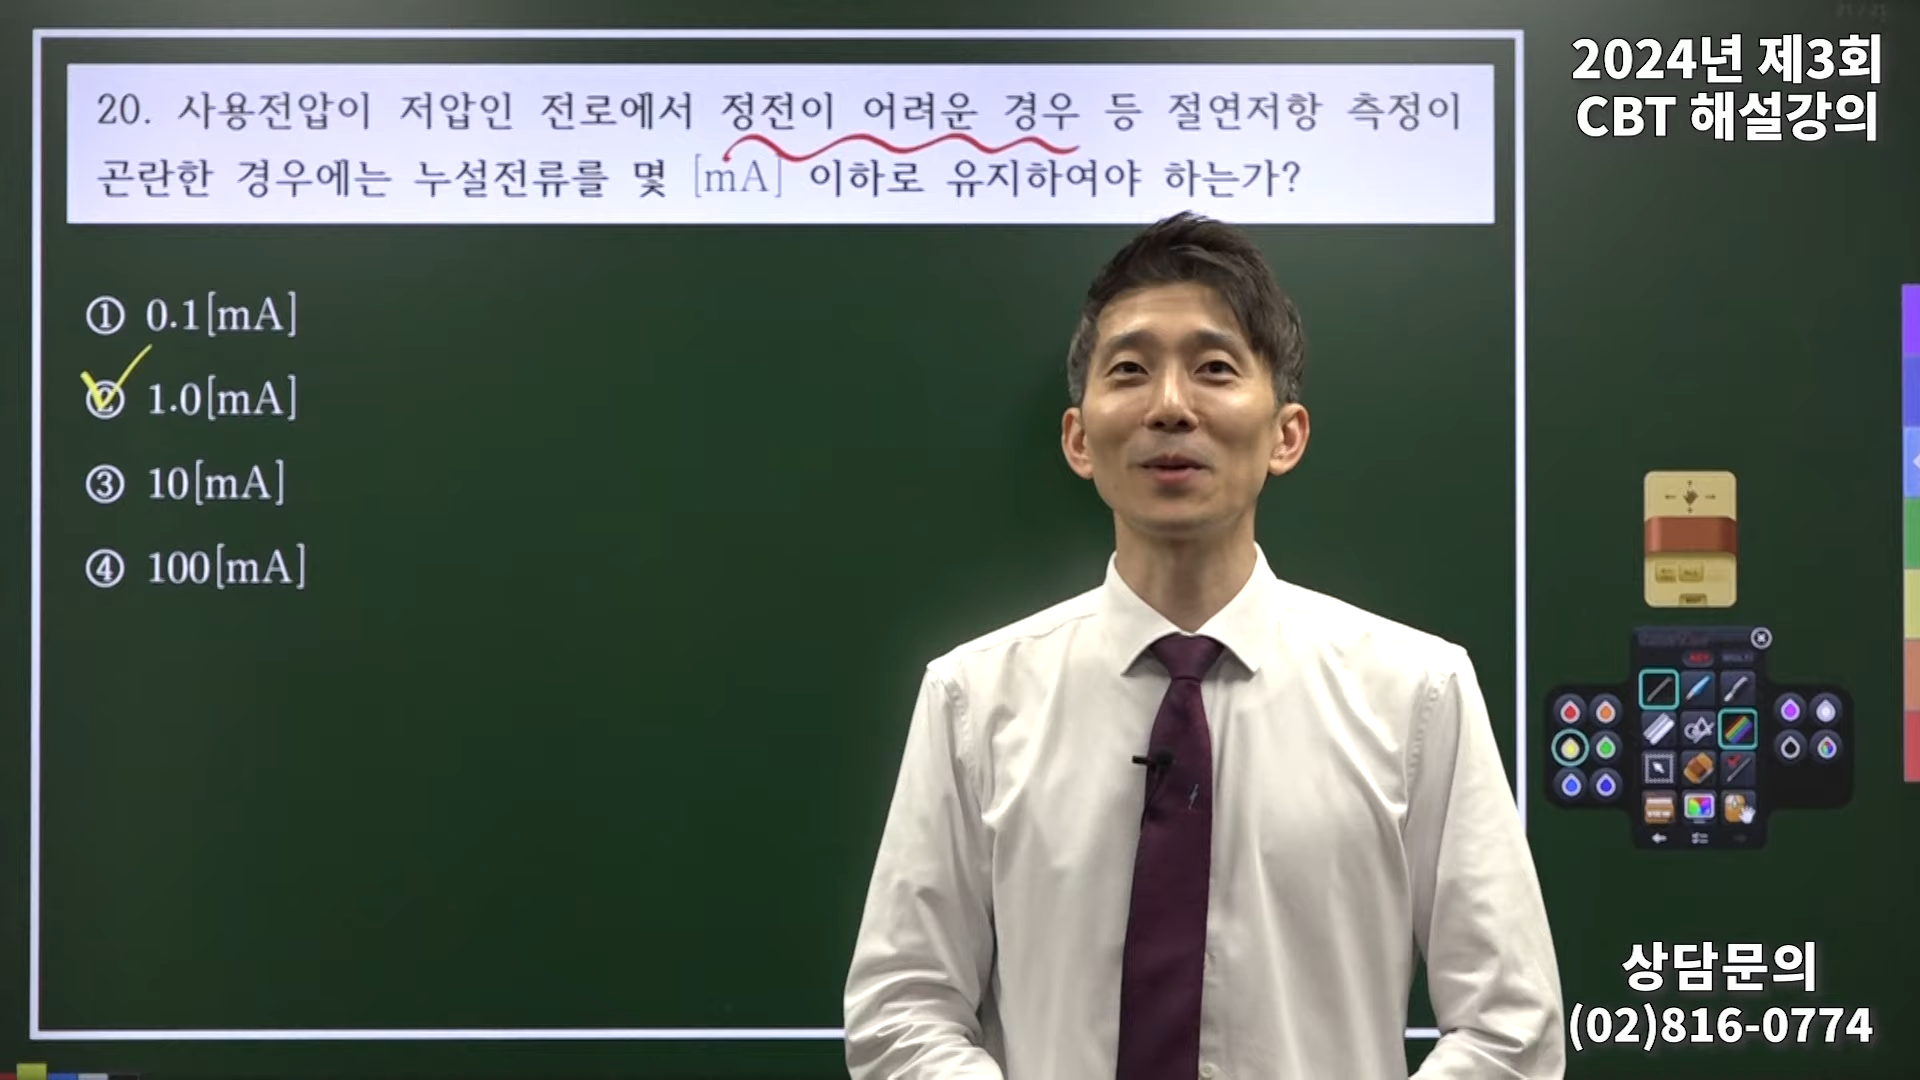 2024년 제3회
CBT 해설강의
20. 사용전압이 저압인 전로에서 정전이 어려운 경우 등 절연저항 측정이
곤란한 경우에는 누설전류를 몇 [mA] 이하로 유지하여야 하는가?
① 0.1[mA]
② 1.0[mA]
③ 10[mA]
④ 100[mA]
상담문의
(02)816-0774